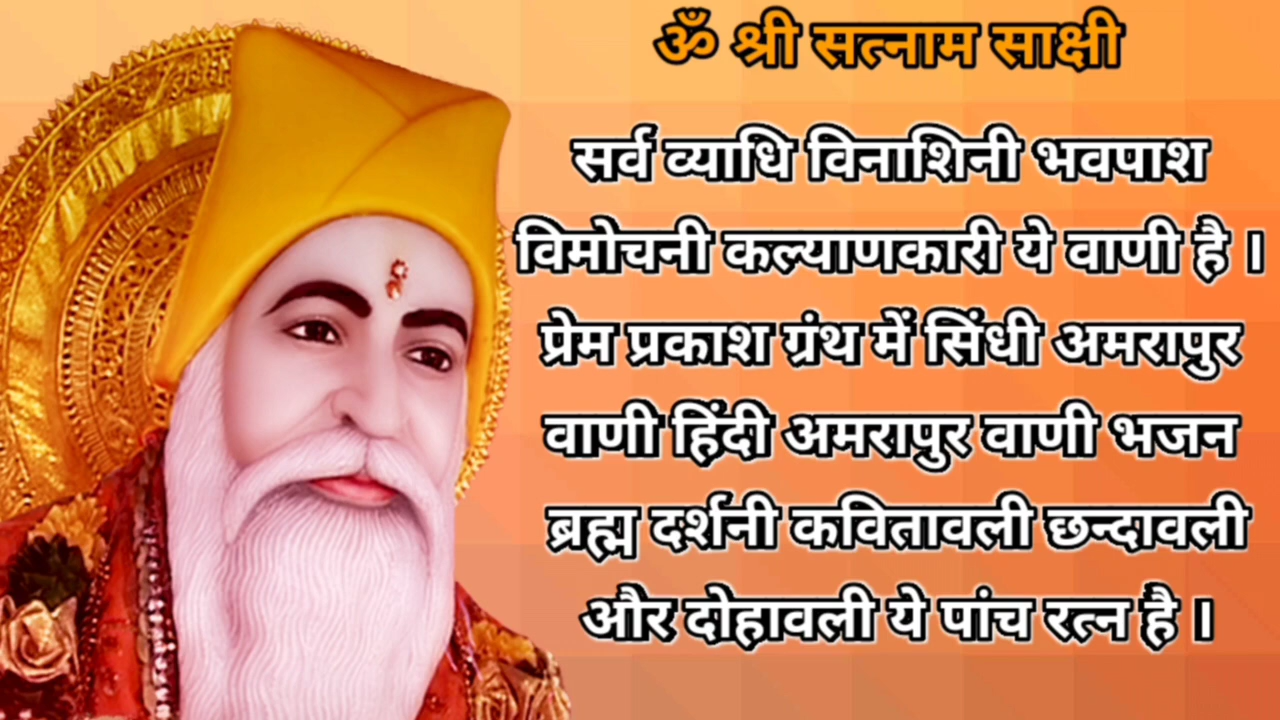 ॐ श्री सत्नाम साक्षी
सर्व व्याधि विनाशिनी भवपाश
विमोचनी कल्याणकारी ये वाणी है ।
प्रेम प्रकाश ग्रंथ में सिंधी अमरापुर
वाणी हिंदी अमरापुर वाणी भजन
ब्रह्म दर्शनी कवितावली छन्दावली
और दोहावली ये पांच रत्न है ।